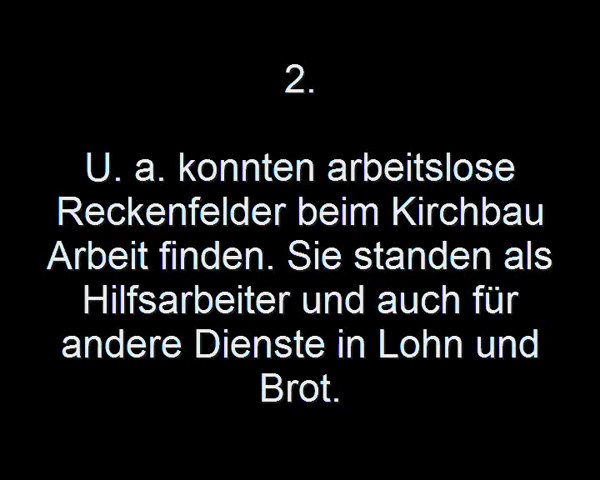 2.
U. a. konnten arbeitslose
Reckenfelder beim Kirchbau
Arbeit finden. Sie standen als
Hilfsarbeiter und auch für
andere Dienste in Lohn und
Brot.